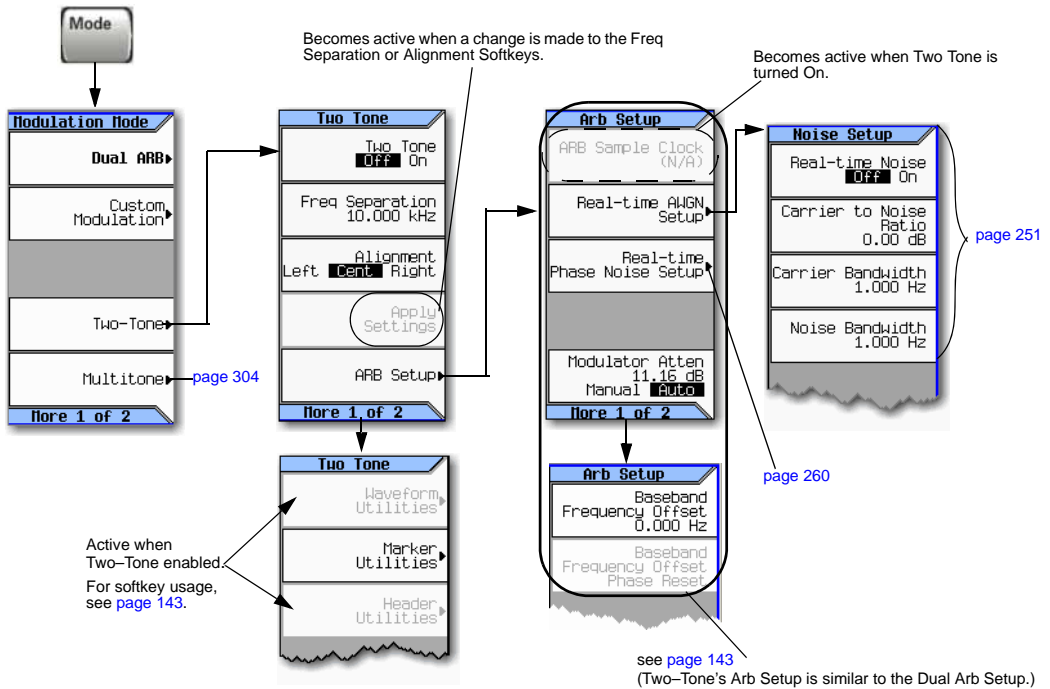 Mode
Becomes active when a change is made to the Freq
Separation or Alignment Softkeys.
Becomes active when Two Tone is
turned On.
Modulation Mode
Dual ARB
Custom
Modulation
Two-Tone
Multitone
page 304
More 1 of 2
Two Tone
Two Tone
Off On
Freq Separation
10.000 kHz
Alignment
Left Cent Right
Apply
Settings
ARB Setup
More 1 of 2
Arb Setup
ARB Sample Clock
(N/A)
Real-time AWGN
Setup
Real-time
Phase Noise Setup
Modulator Atten
11.16 dB
Manual Auto
More 1 of 2
Noise Setup
Real-time Noise
Off On
Carrier to Noise
Ratio
0.00 dB
Carrier Bandwidth
1.000 Hz
Noise Bandwidth
1.000 Hz
page 251
page 260
Two Tone
Waveform
Utilities
Marker
Utilities
Header
Utilities
Active when
Two–Tone enabled.
For softkey usage,
see page 143.
Arb Setup
Baseband
Frequency Offset
0.000 Hz
Baseband
Frequency Offset
Phase Reset
see page 143
(Two–Tone's Arb Setup is similar to the Dual Arb Setup.)